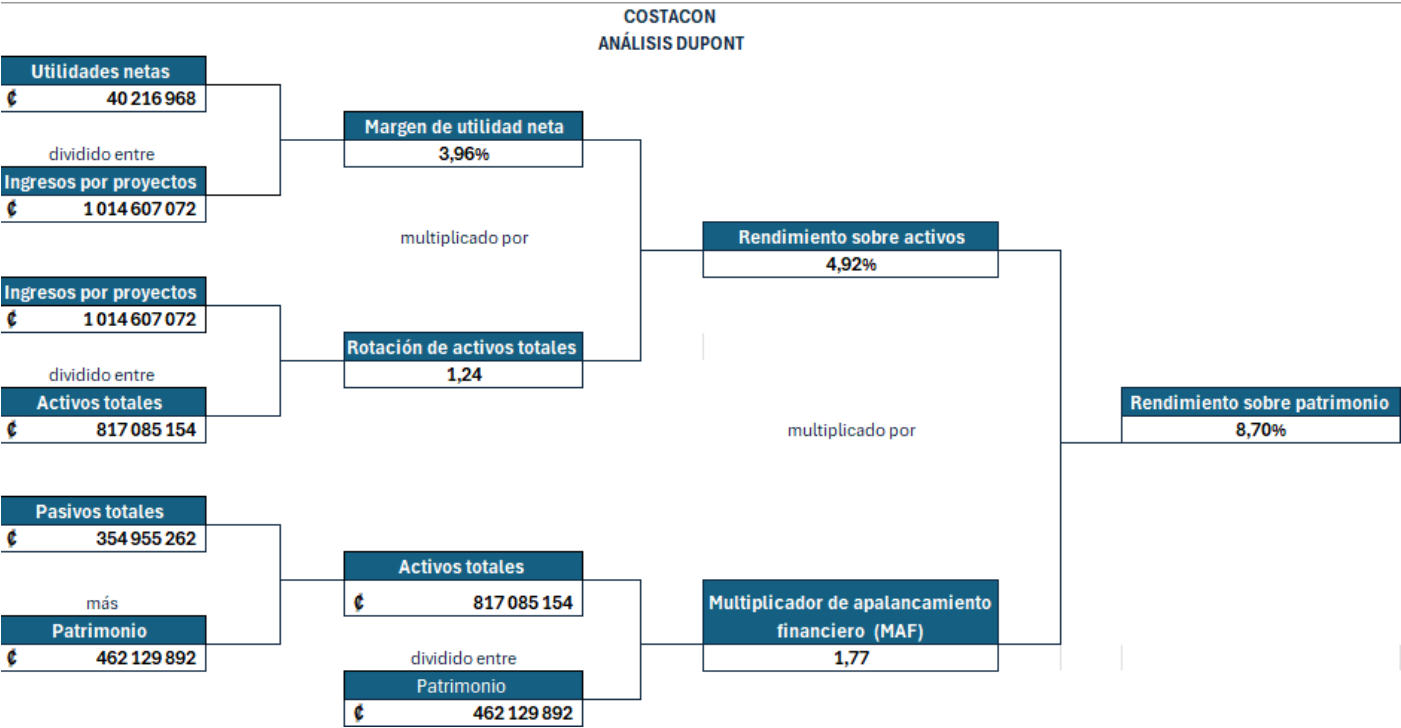 COSTACON
ANÁLISIS DUPONT
Utilidades netas
₡ 40 216 968
dividido entre
Ingresos por proyectos
₡ 1 014 607 072
Margen de utilidad neta
3,96%
multiplicado por
Ingresos por proyectos
₡ 1 014 607 072
dividido entre
Activos totales
₡ 817 085 154
Rotación de activos totales
1,24
Rendimiento sobre activos
4,92%
multiplicado por
Rendimiento sobre patrimonio
8,70%
Pasivos totales
₡ 354 955 262
más
Patrimonio
₡ 462 129 892
Activos totales
₡ 817 085 154
dividido entre
Patrimonio
₡ 462 129 892
Multiplicador de apalancamiento
financiero (MAF)
1,77